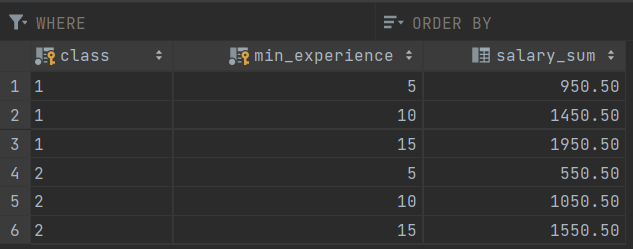 WHERE ORDER BY
class min_experience salary_sum
1 1 5 950.50
2 1 10 1450.50
3 1 15 1950.50
4 2 5 550.50
5 2 10 1050.50
6 2 15 1550.50